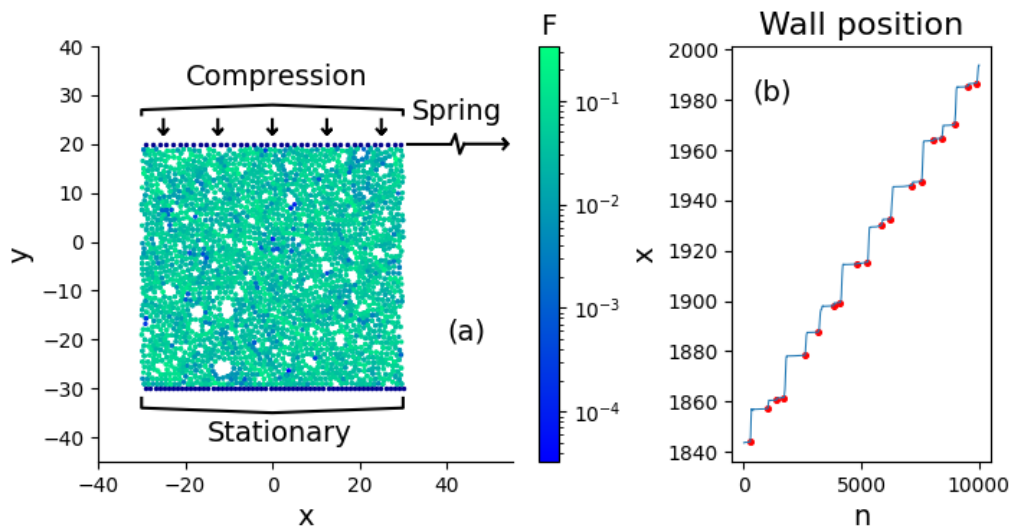 F
Wall position
40
30
20
10
0
−10
−20
−30
−40
y
Compression
Spring
(a)
Stationary
−40
−20
0
20
40
x
10⁻¹
10⁻²
10⁻³
10⁻⁴
2000
1980
1960
1940
1920
1900
1880
1860
1840
x
(b)
0
5000
10000
n